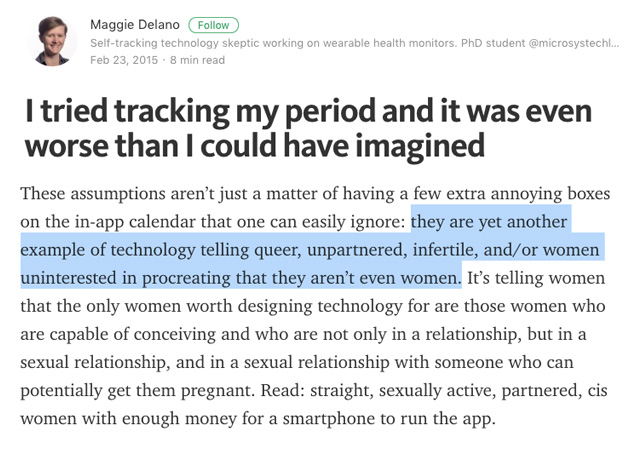 Maggie Delano Follow
Self-tracking technology skeptic working on wearable health monitors. PhD student @microsystechl...
Feb 23, 2015 · 8 min read
I tried tracking my period and it was even
worse than I could have imagined
These assumptions aren’t just a matter of having a few extra annoying boxes
on the in-app calendar that one can easily ignore: they are yet another
example of technology telling queer, unpartnered, infertile, and/or women
uninterested in procreating that they aren’t even women. It’s telling women
that the only women worth designing technology for are those women who
are capable of conceiving and who are not only in a relationship, but in a
sexual relationship, and in a sexual relationship with someone who can
potentially get them pregnant. Read: straight, sexually active, partnered, cis
women with enough money for a smartphone to run the app.